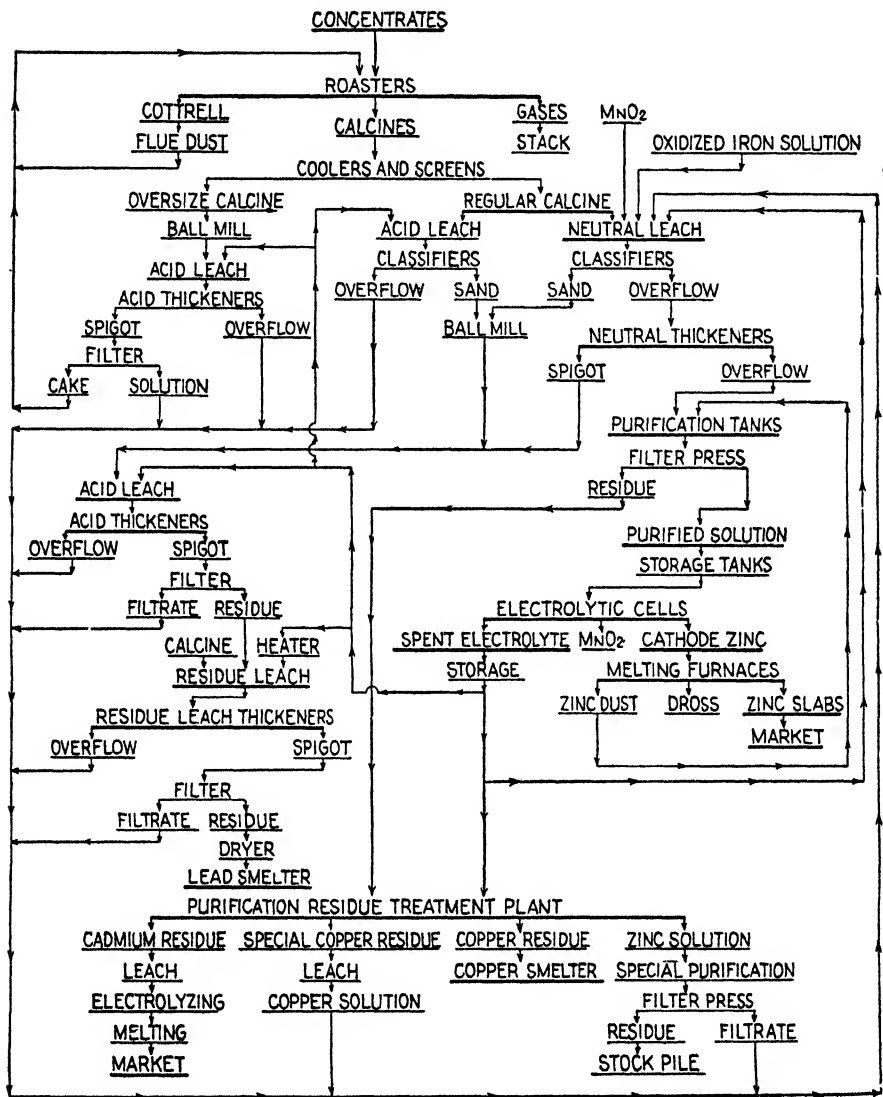 CONCENTRATES
ROASTERS
COTTRELL
FLUE DUST
CALCINES
GASES
STACK
MNO2
OXIDIZED IRON SOLUTION
COOLERS AND SCREENS
OVERSIZE CALCINE
REGULAR CALCINE
BALL MILL
ACID LEACH
NEUTRAL LEACH
ACID LEACH
CLASSIFIERS
CLASSIFIERS
ACID THICKENERS
OVERFLOW
SAND
SAND
OVERFLOW
SPIGOT
OVERFLOW
BALL MILL
NEUTRAL THICKENERS
FILTER
SPIGOT
OVERFLOW
CAKE
SOLUTION
PURIFICATION TANKS
FILTER PRESS
ACID LEACH
RESIDUE
ACID THICKENERS
PURIFIED SOLUTION
OVERFLOW
SPIGOT
STORAGE TANKS
FILTER
FILTRATE
RESIDUE
ELECTROLYTIC CELLS
CALCINE
HEATER
SPENT ELECTROLYTE
MNO2
CATHODE ZINC
RESIDUE LEACH
STORAGE
MELTING FURNACES
RESIDUE LEACH THICKENERS
ZINC DUST
DROSS
ZINC SLABS
OVERFLOW
SPIGOT
MARKET
FILTER
FILTRATE
RESIDUE
DRYER
LEAD SMELTER
PURIFICATION RESIDUE TREATMENT PLANT
CADMIUM RESIDUE
SPECIAL COPPER RESIDUE
COPPER RESIDUE
ZINC SOLUTION
LEACH
LEACH
COPPER SMELTER
SPECIAL PURIFICATION
ELECTROLYZING
COPPER SOLUTION
FILTER PRESS
MELTING
RESIDUE
FILTRATE
MARKET
STOCK PILE